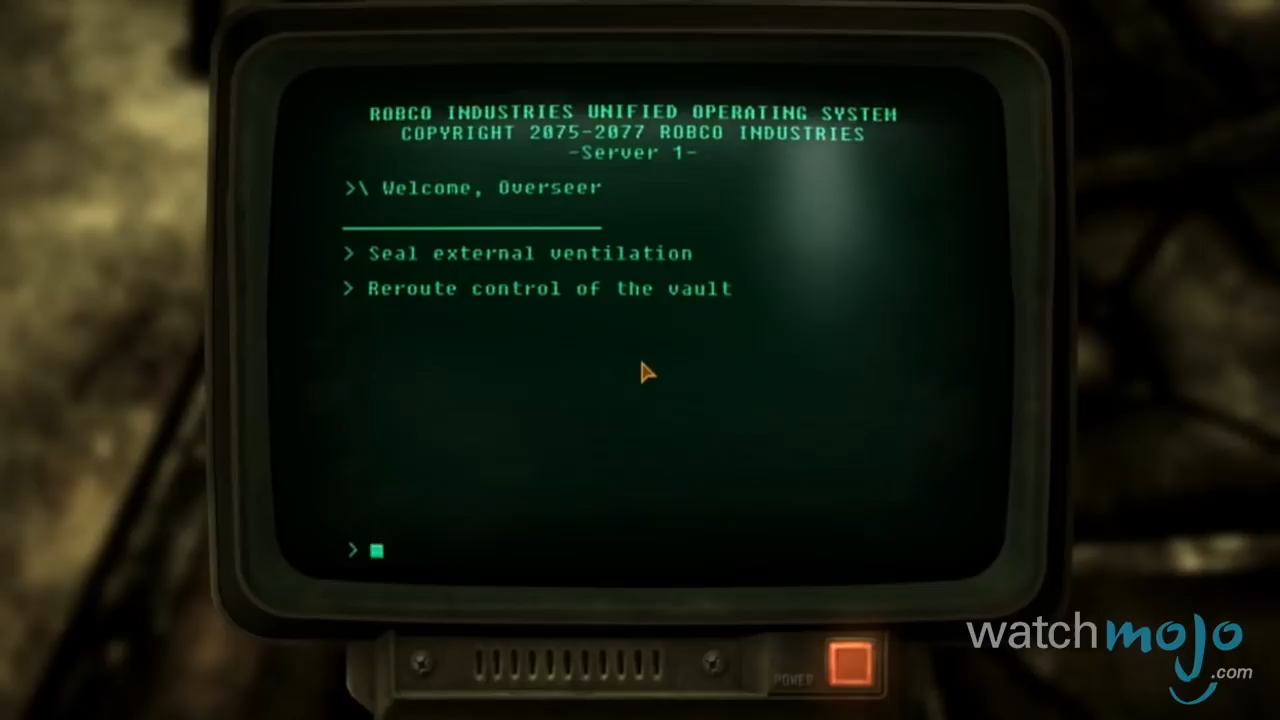 ROBCO INDUSTRIES UNIFIED OPERATING SYSTEM
COPYRIGHT 2075-2077 ROBCO INDUSTRIES
-Server 1-
>\ Welcome, Overseer
> Seal external ventilation
> Reroute control of the vault
>
POWER
watchmojo
.com